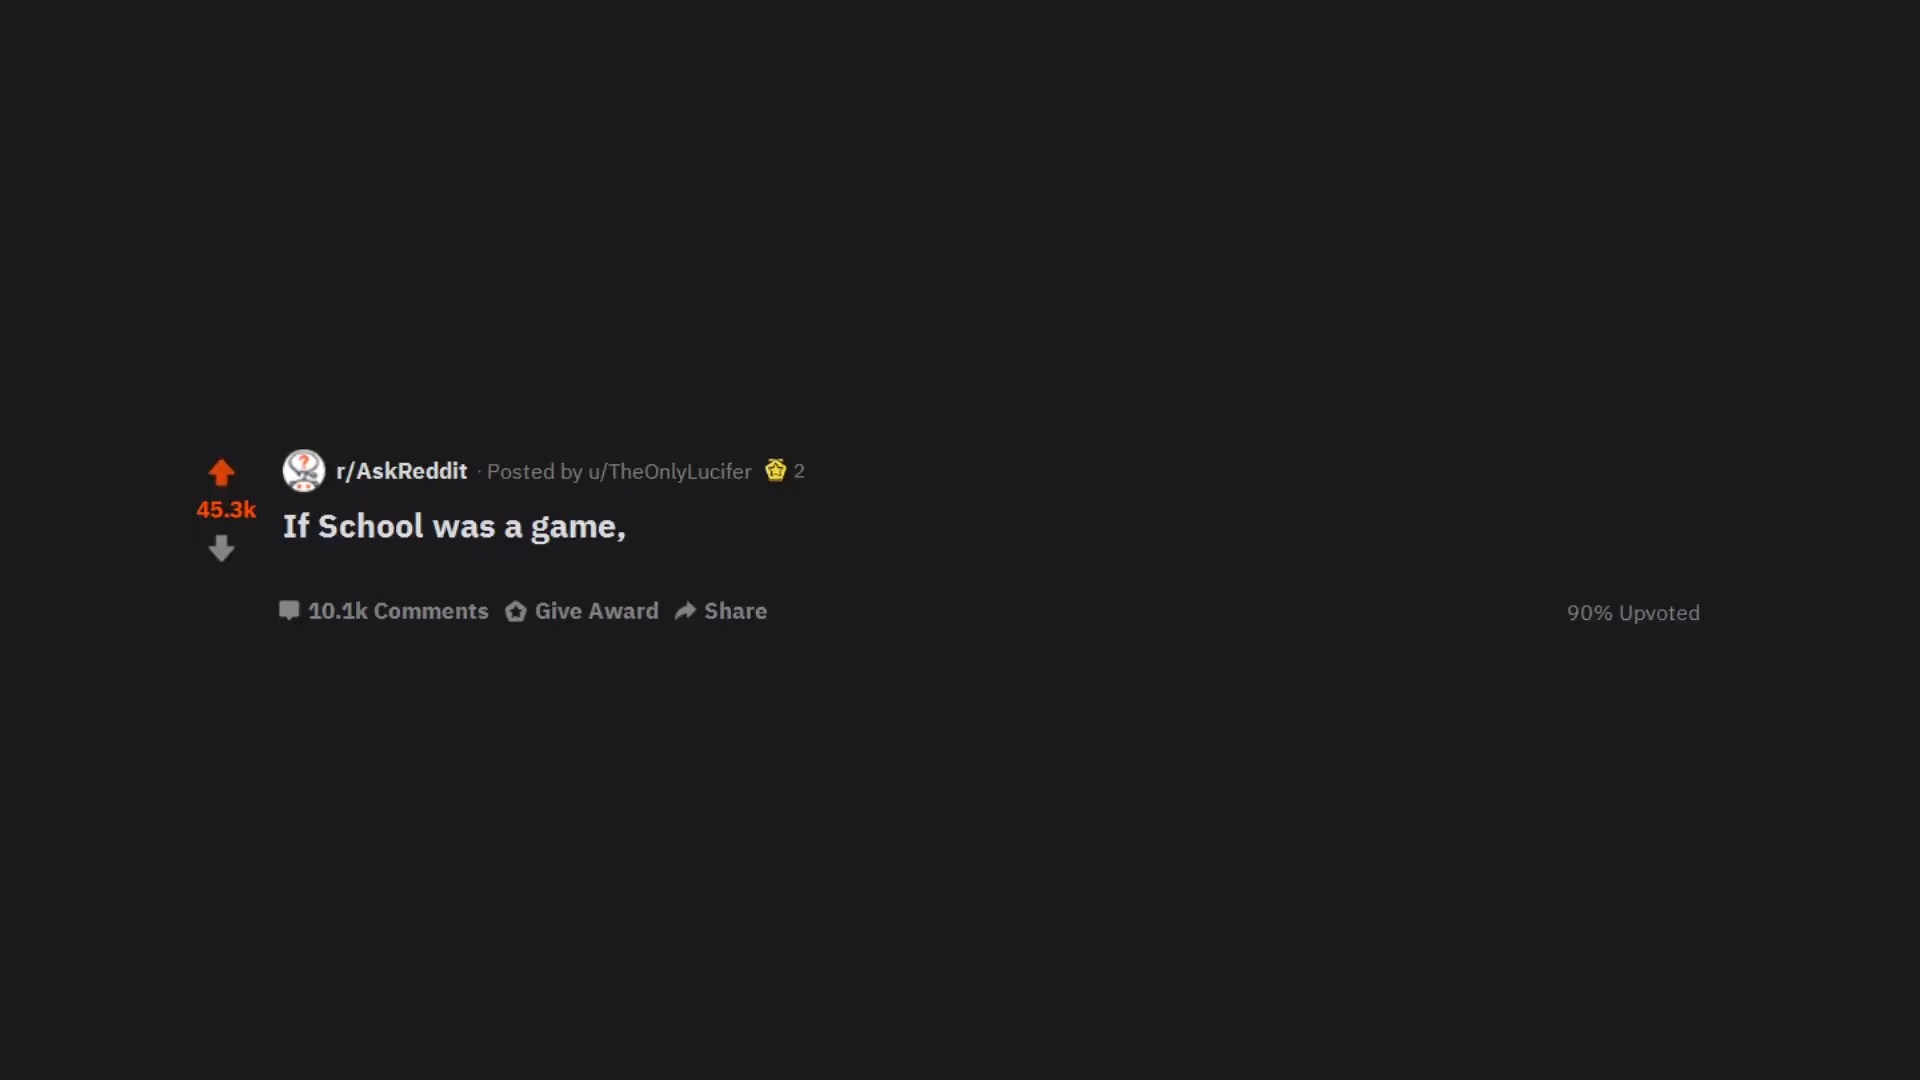 r/AskReddit · Posted by u/TheOnlyLucifer 2
45.3k
If School was a game,
10.1k Comments Give Award Share
90% Upvoted